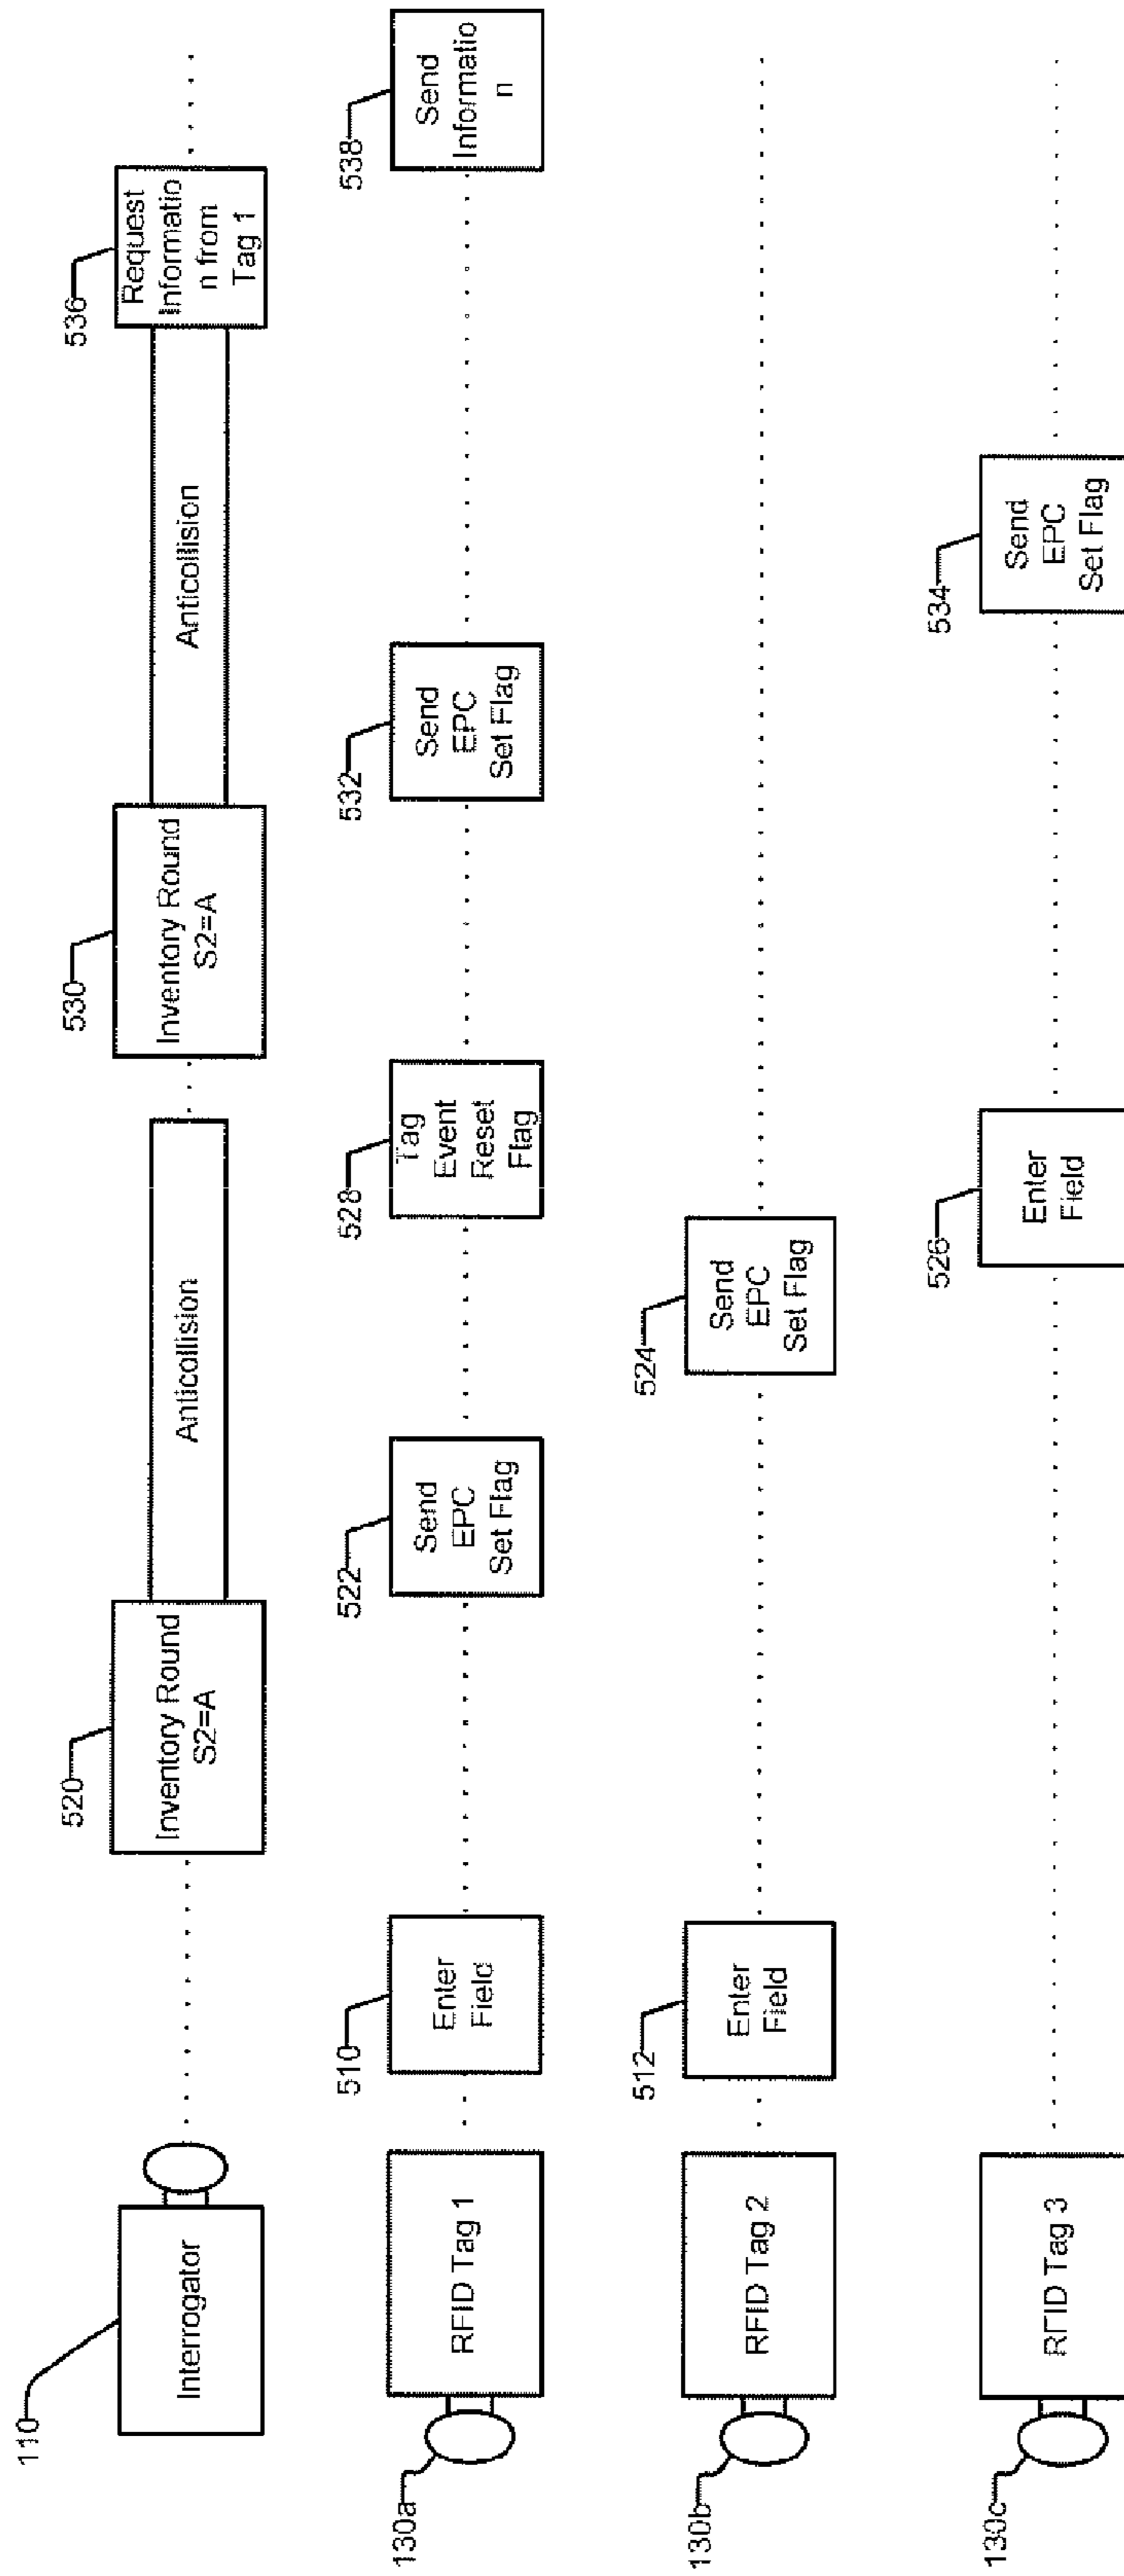 110
Interrogator
520
Inventory Round
S2=A
Anticollision
530
Inventory Round
S2=A
Anticollision
536
Request
Informatio
n from
Tag 1
130a
RFID Tag 1
510
Enter
Field
522
Send
EPC
Set Flag
528
Tag
Event
Reset
Flag
532
Send
EPC
Set Flag
538
Send
Informatio
n
130b
RFID Tag 2
512
Enter
Field
524
Send
EPC
Set Flag
130c
RFID Tag 3
526
Enter
Field
534
Send
EPC
Set Flag